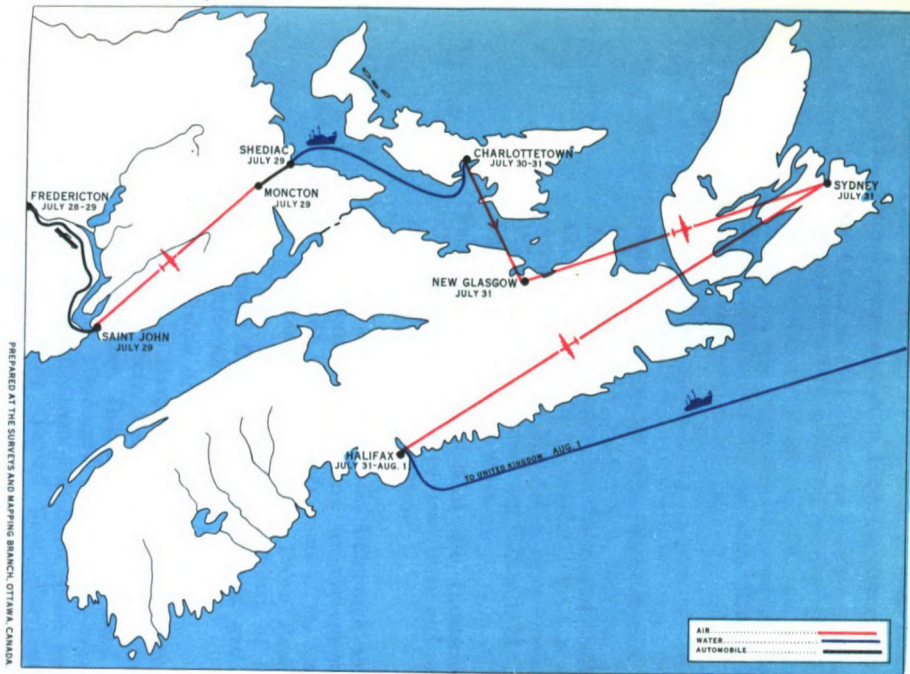 SHEDIAC
JULY 29
CHARLOTTETOWN
JULY 30-31
FREDERICTON
JULY 28-29
MONCTON
JULY 29
SYDNEY
JULY 31
NEW GLASGOW
JULY 31
SAINT JOHN
JULY 29
HALIFAX
JULY 31-AUG. 1
TO UNITED KINGDOM AUG. 1
AIR
WATER
AUTOMOBILE
PREPARED AT THE SURVEYS AND MAPPING BRANCH, OTTAWA, CANADA.